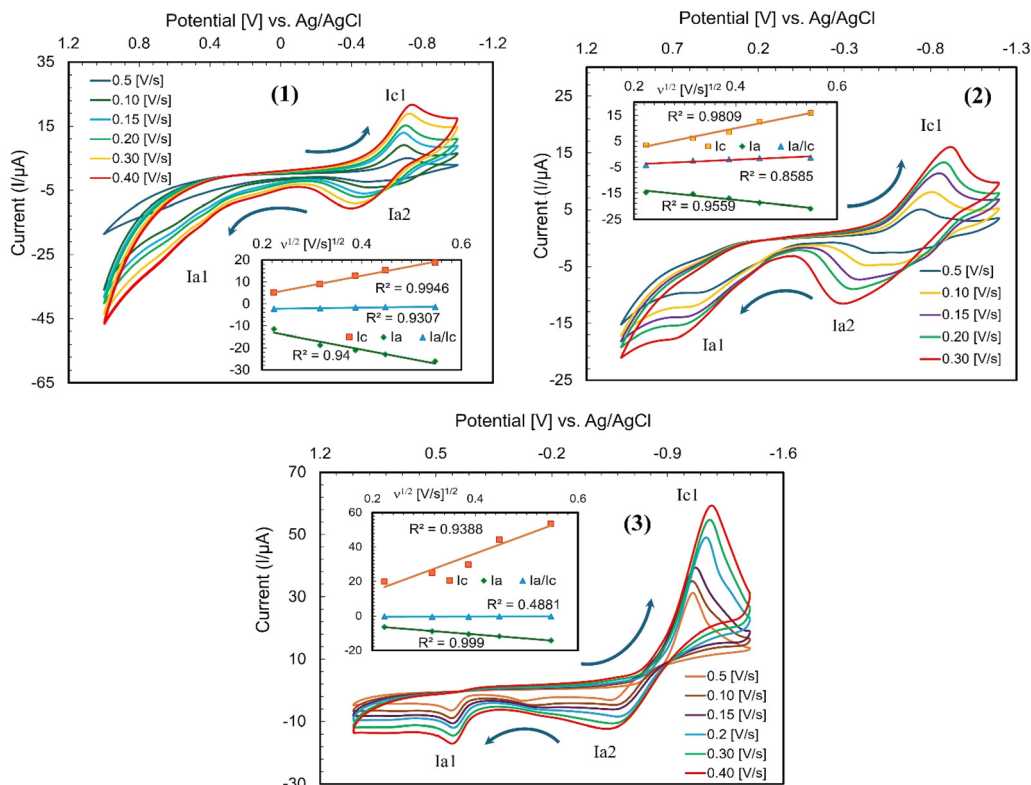 Potential [V] vs. Ag/AgCl
1.2 0.8 0.4 0 -0.4 -0.8 -1.2
35
15
-5
-25
-45
-65
Current (I/µA)
0.5 [V/s]
0.10 [V/s]
0.15 [V/s]
0.20 [V/s]
0.30 [V/s]
0.40 [V/s]
(1)
Ic1
Ia2
Ia1
ν1/2 [V/s]1/2
0.2 0.4 0.6
20
10
0
-10
-20
-30
R² = 0.9946
R² = 0.9307
Ic Ia Ia/Ic
R² = 0.94
Potential [V] vs. Ag/AgCl
1.2 0.7 0.2 -0.3 -0.8 -1.3
25
15
5
-5
-15
-25
Current (I/µA)
0.2 ν1/2 [V/s]1/2 0.6
0.4
15
5
-5
-15
-25
R² = 0.9809
Ic Ia Ia/Ic
R² = 0.8585
R² = 0.9559
(2)
Ic1
Ia2
Ia1
0.5 [V/s]
0.10 [V/s]
0.15 [V/s]
0.20 [V/s]
0.30 [V/s]
Potential [V] vs. Ag/AgCl
1.2 0.5 -0.2 -0.9 -1.6
70
50
30
10
-10
-30
Current (I/µA)
0.2 ν1/2 [V/s]1/2 0.4 0.6
60
40
20
0
-20
R² = 0.9388
Ic Ia Ia/Ic
R² = 0.4881
R² = 0.999
(3)
Ic1
Ia1
Ia2
0.5 [V/s]
0.10 [V/s]
0.15 [V/s]
0.2 [V/s]
0.30 [V/s]
0.40 [V/s]